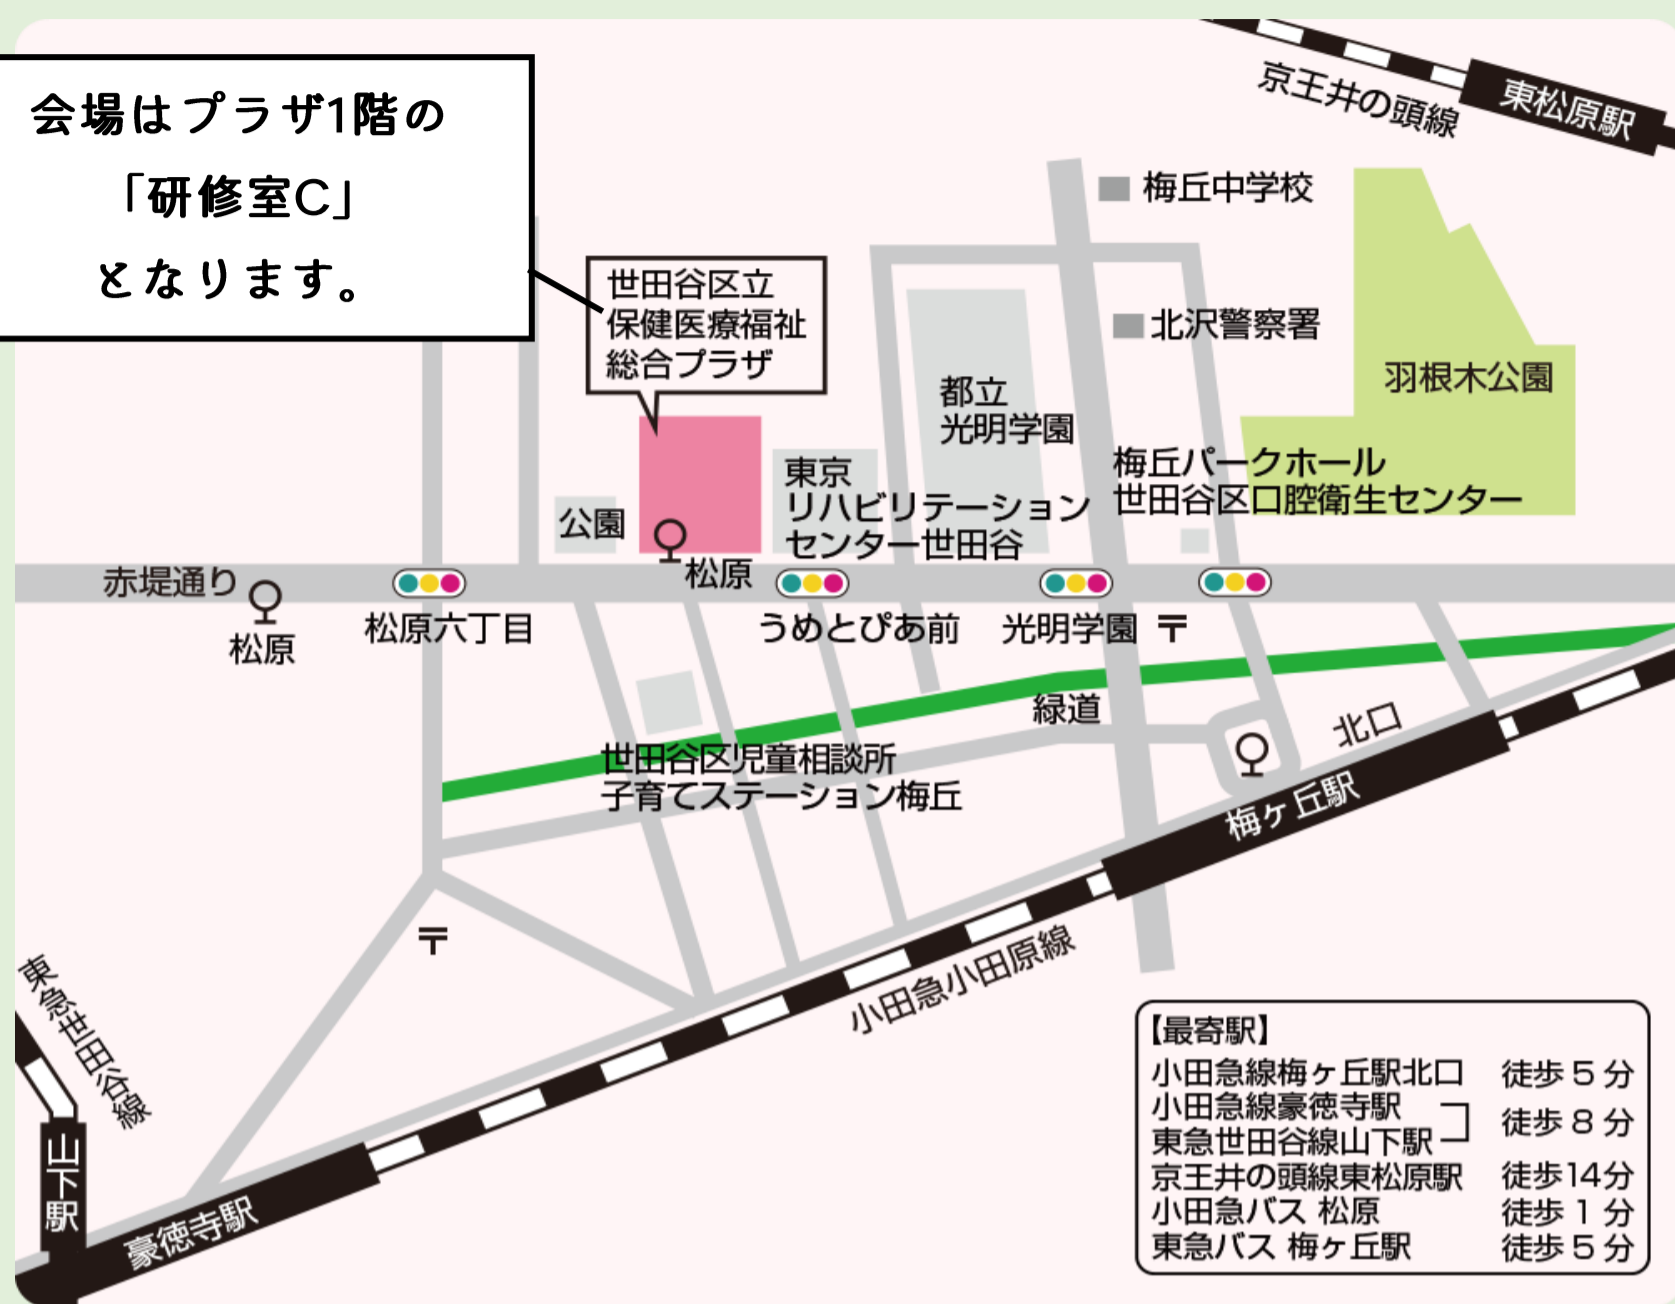 会場はプラザ1階の
「研修室C」
となります。
京王井の頭線
東松原駅
梅丘中学校
世田谷区立
保健医療福祉
総合プラザ
北沢警察署
羽根木公園
都立
光明学園
梅丘パークホール
世田谷区口腔衛生センター
東京
リハビリテーション
センター世田谷
公園
松原
赤堤通り
松原
松原六丁目
うめとぴあ前
光明学園
〒
緑道
北口
世田谷区児童相談所
子育てステーション梅丘
梅ヶ丘駅
〒
小田急小田原線
東急世田谷線
山下駅
豪徳寺駅
【最寄駅】
小田急線梅ヶ丘駅北口 徒歩5分
小田急線豪徳寺駅
東急世田谷線山下駅 徒歩8分
京王井の頭線東松原駅 徒歩14分
小田急バス 松原 徒歩1分
東急バス 梅ヶ丘駅 徒歩5分